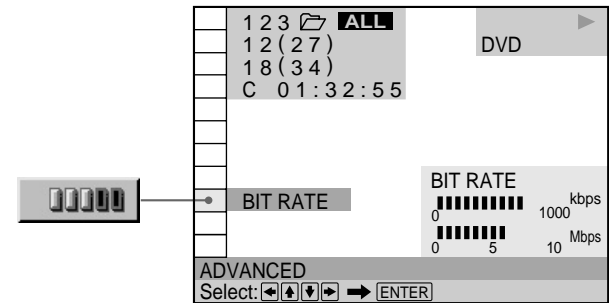 123 ALL
12(27)
18(34)
C 01:32:55
DVD
BIT RATE
BIT RATE
0 1000 kbps
0 5 10 Mbps
ADVANCED
Select: ENTER